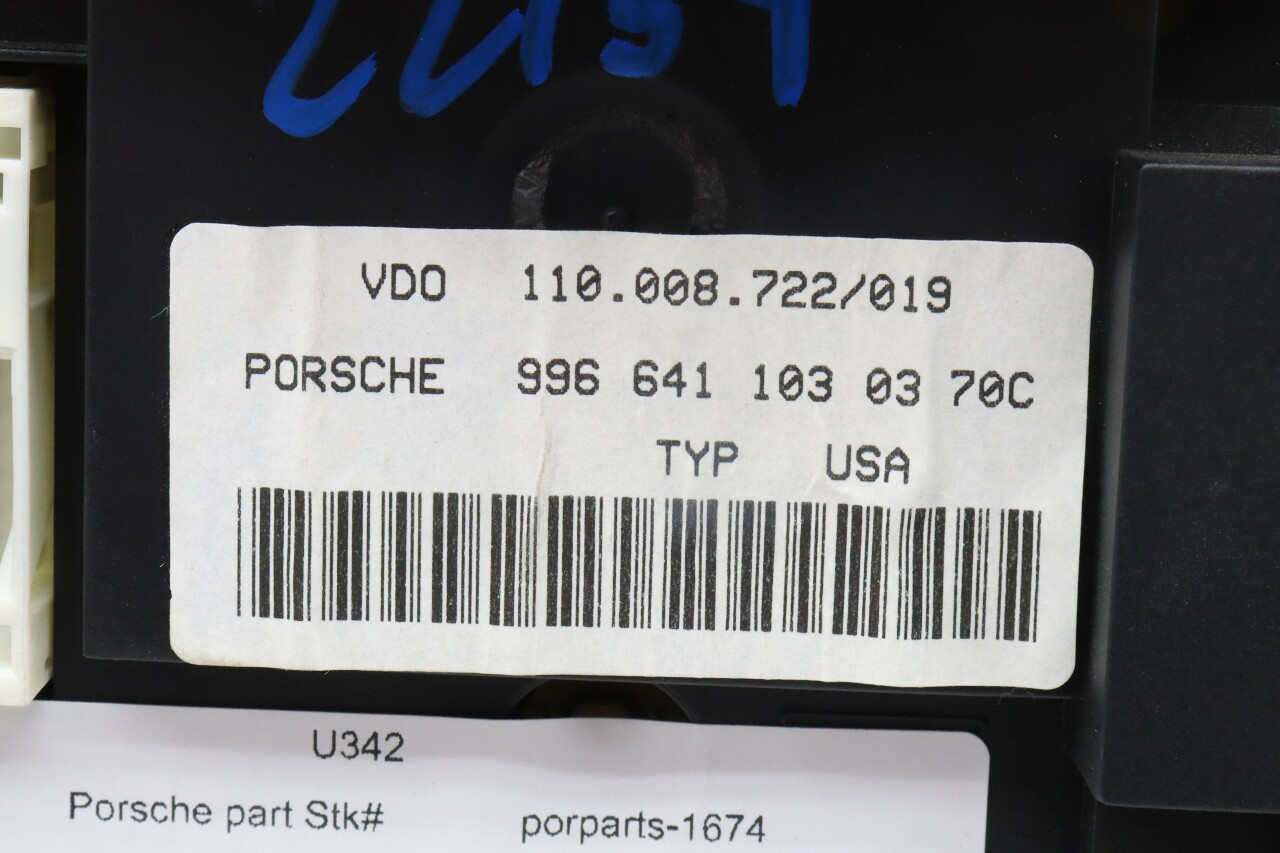 VDO 110.008.722/019
PORSCHE 996 641 103 03 70C
TYP USA
U342
Porsche part Stk# porparts-1674